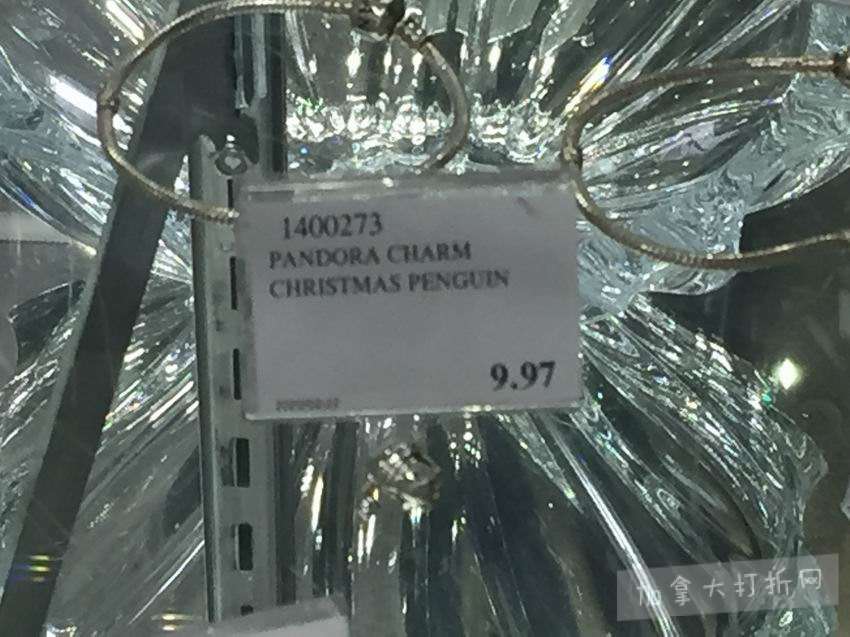 1400273
PANDORA CHARM
CHRISTMAS PENGUIN
9.97
加拿大打折网